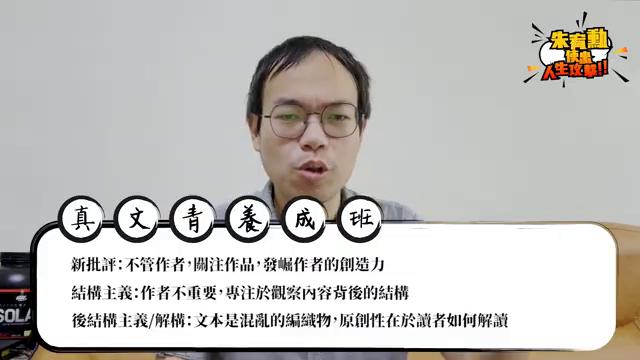 朱宥勳
使出
人生攻擊!!
真文青養成班
新批評：不管作者，關注作品，發崛作者的創造力
結構主義：作者不重要，專注於觀察內容背後的結構
後結構主義/解構：文本是混亂的編織物，原創性在於讀者如何解讀